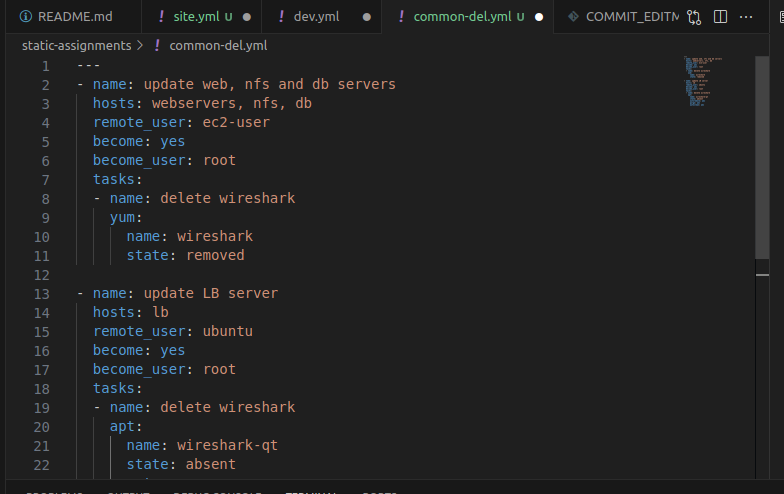 README.md
! site.yml U
! dev.yml
! common-del.yml U
COMMIT_EDITM
static-assignments > ! common-del.yml
1 ---
2 - name: update web, nfs and db servers
3 hosts: webservers, nfs, db
4 remote_user: ec2-user
5 become: yes
6 become_user: root
7 tasks:
8 - name: delete wireshark
9 yum:
10 name: wireshark
11 state: removed
12
13 - name: update LB server
14 hosts: lb
15 remote_user: ubuntu
16 become: yes
17 become_user: root
18 tasks:
19 - name: delete wireshark
20 apt:
21 name: wireshark-qt
22 state: absent